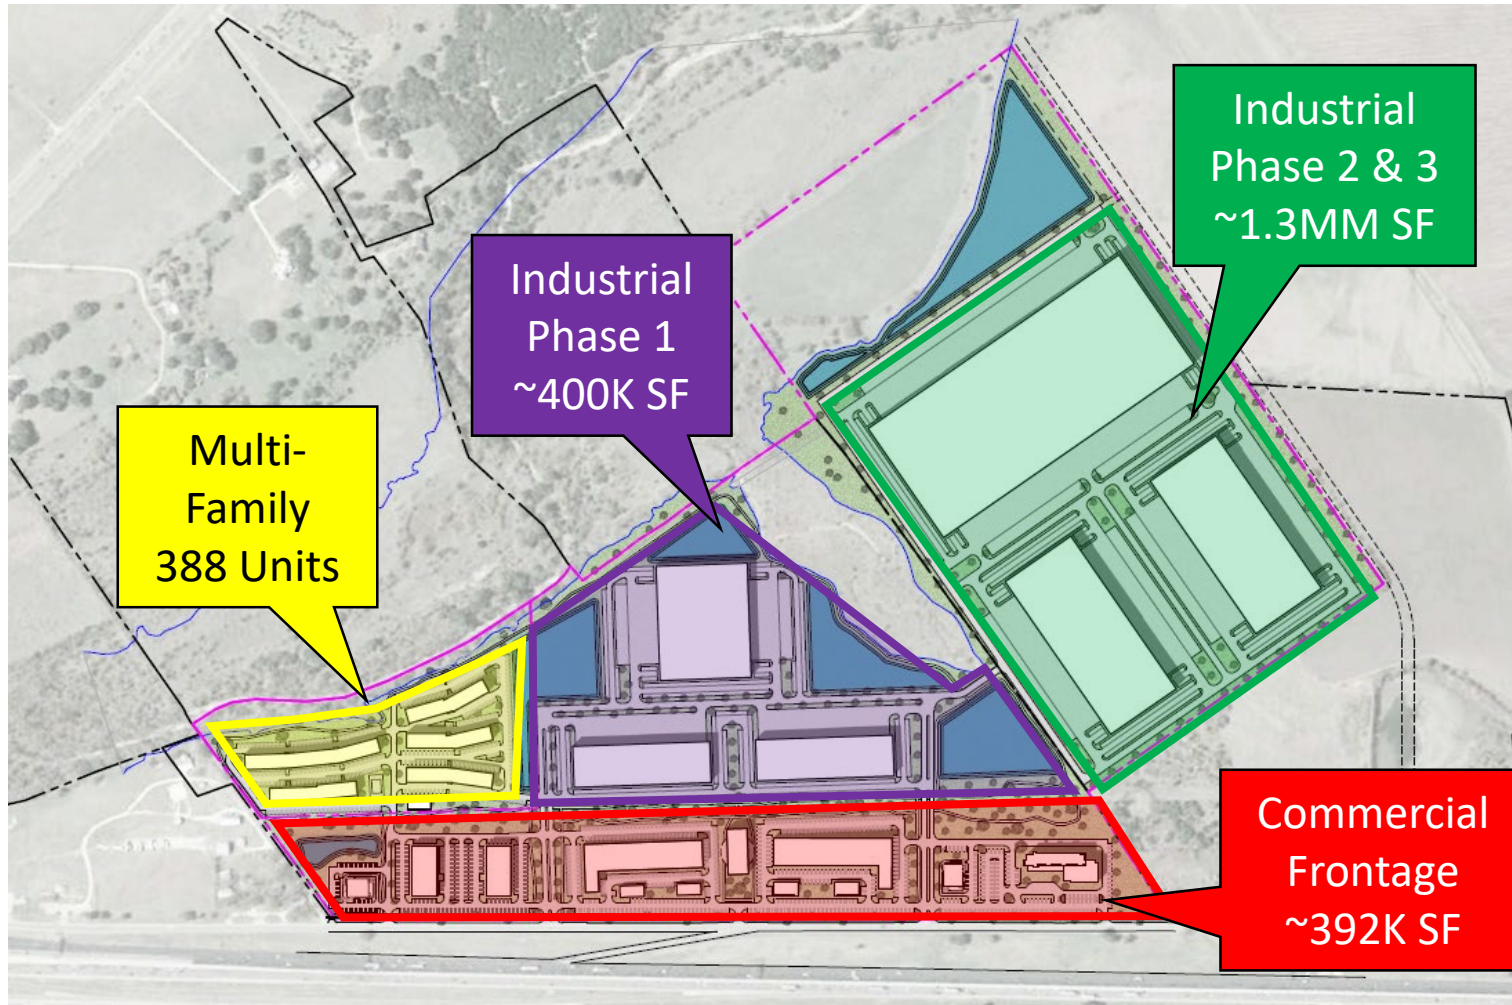 Industrial
Phase 2 & 3
~1.3MM SF
Industrial
Phase 1
~400K SF
Multi-
Family
388 Units
Commercial
Frontage
~392K SF